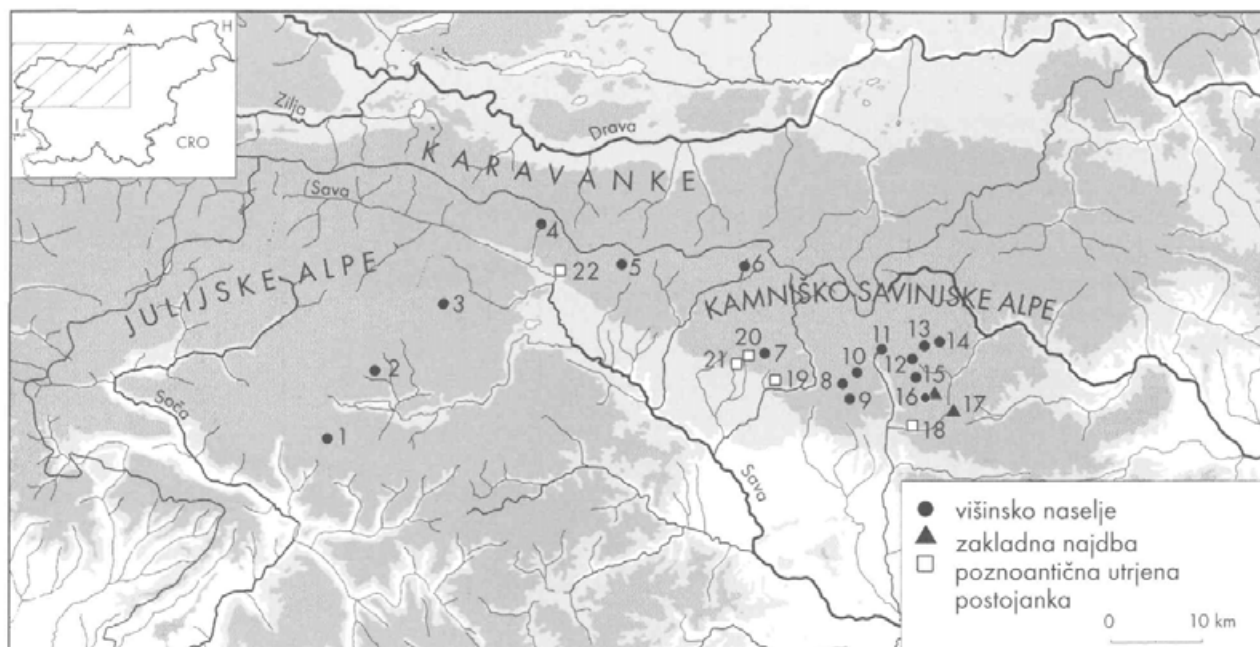 A
H
I
CRO
Zilja
Drava
KARAVANKE
Sava
JULIJSKE ALPE
4
22
5
6
KAMNIŠKO SAVINJSKE ALPE
3
Soča
2
1
20
7
21
19
11
13
14
10
12
8
15
9
16
17
18
Sava
višinsko naselje
zakladna najdba
poznoantična utrjena
postojanka
0 10 km